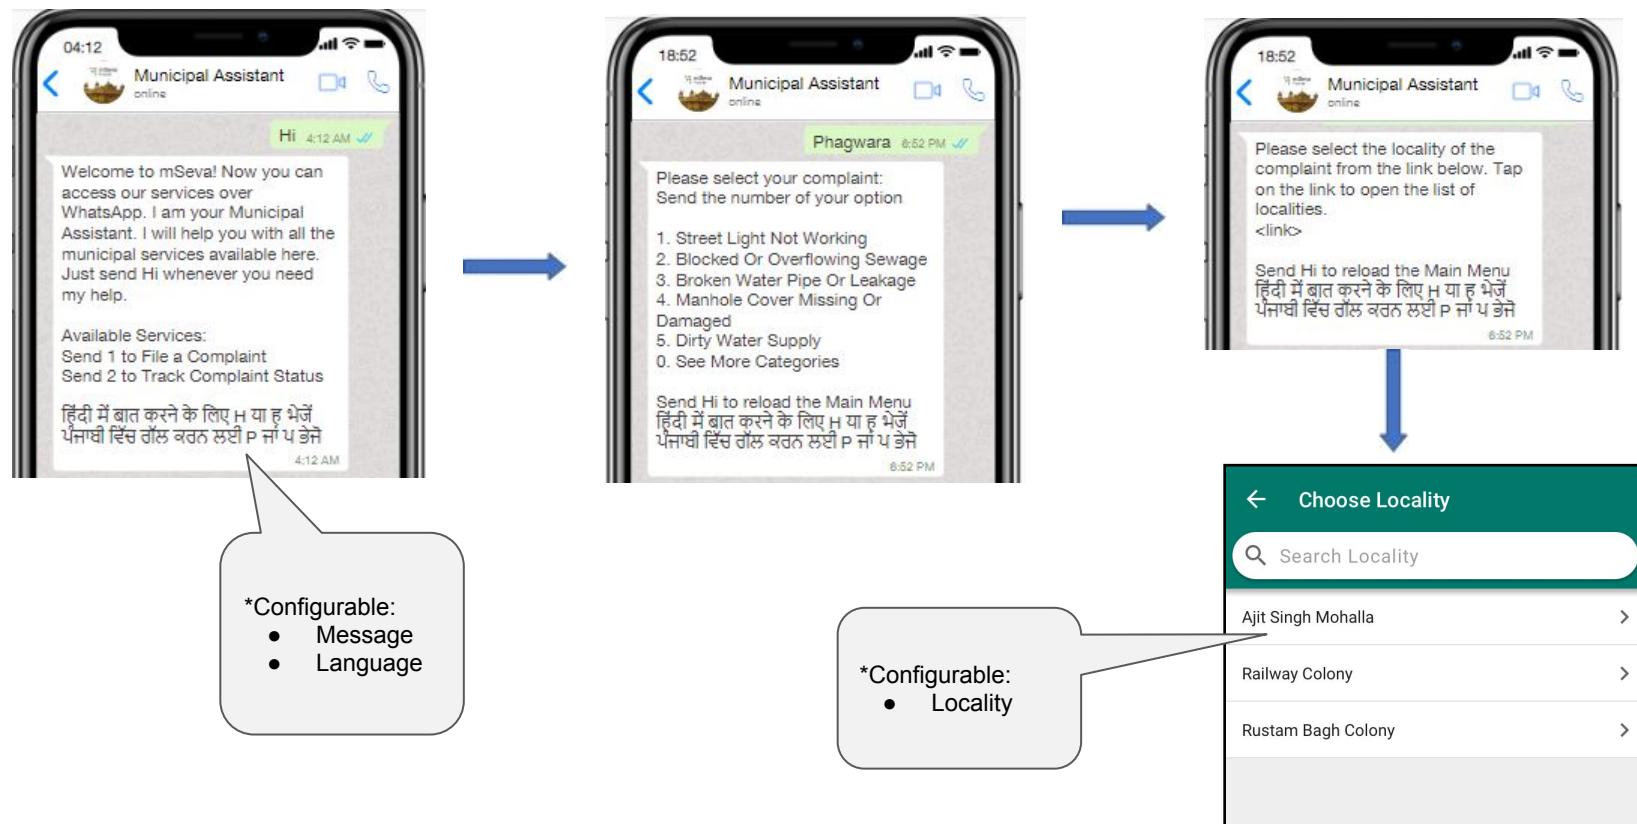 04:12
Municipal Assistant
online
Hi 4:12 AM
Welcome to mSeva! Now you can
access our services over
WhatsApp. I am your Municipal
Assistant. I will help you with all the
municipal services available here.
Just send Hi whenever you need
my help.
Available Services:
Send 1 to File a Complaint
Send 2 to Track Complaint Status
हिंदी में बात करने के लिए H या ह भेजें
ਪੰਜਾਬੀ ਵਿੱਚ ਗੱਲ ਕਰਨ ਲਈ P ਜਾਂ ਪ ਭੇਜੋ
4:12 AM
*Configurable:
● Message
● Language
18:52
Municipal Assistant
online
Phagwara 6:52 PM
Please select your complaint:
Send the number of your option
1. Street Light Not Working
2. Blocked Or Overflowing Sewage
3. Broken Water Pipe Or Leakage
4. Manhole Cover Missing Or
Damaged
5. Dirty Water Supply
0. See More Categories
Send Hi to reload the Main Menu
हिंदी में बात करने के लिए H या ह भेजें
ਪੰਜਾਬੀ ਵਿੱਚ ਗੱਲ ਕਰਨ ਲਈ P ਜਾਂ ਪ ਭੇਜੋ
6:52 PM
18:52
Municipal Assistant
online
Please select the locality of the
complaint from the link below. Tap
on the link to open the list of
localities.
<link>
Send Hi to reload the Main Menu
हिंदी में बात करने के लिए H या ह भेजें
ਪੰਜਾਬੀ ਵਿੱਚ ਗੱਲ ਕਰਨ ਲਈ P ਜਾਂ ਪ ਭੇਜੋ
6:52 PM
Choose Locality
Search Locality
Ajit Singh Mohalla
Railway Colony
Rustam Bagh Colony
*Configurable:
● Locality